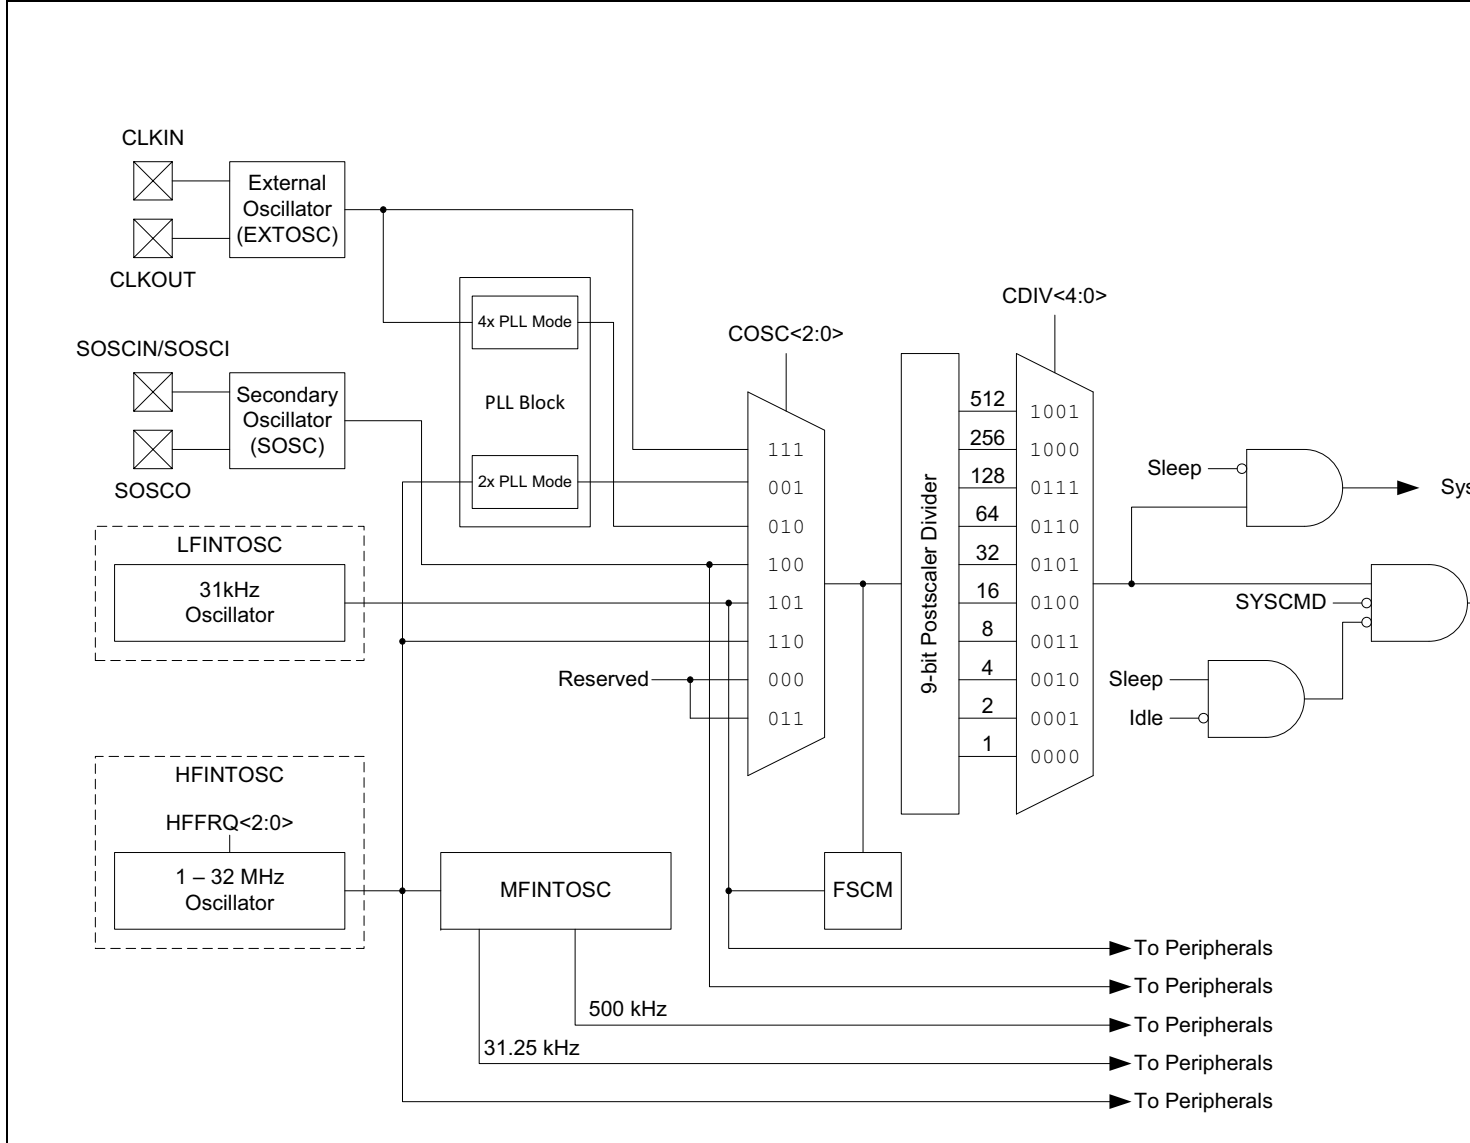 CLKIN
External
Oscillator
(EXTOSC)
CLKOUT
4x PLL Mode
PLL Block
2x PLL Mode
SOSCIN/SOSCI
Secondary
Oscillator
(SOSC)
SOSCO
LFINTOSC
31kHz
Oscillator
Reserved
HFINTOSC
HFFRQ<2:0>
1 – 32 MHz
Oscillator
MFINTOSC
500 kHz
31.25 kHz
COSC<2:0>
111
001
010
100
101
110
000
011
FSCM
9-bit Postscaler Divider
512
256
128
64
32
16
8
4
2
1
CDIV<4:0>
1001
1000
0111
0110
0101
0100
0011
0010
0001
0000
Sleep
Sys
SYSCMD
Sleep
Idle
To Peripherals
To Peripherals
To Peripherals
To Peripherals
To Peripherals